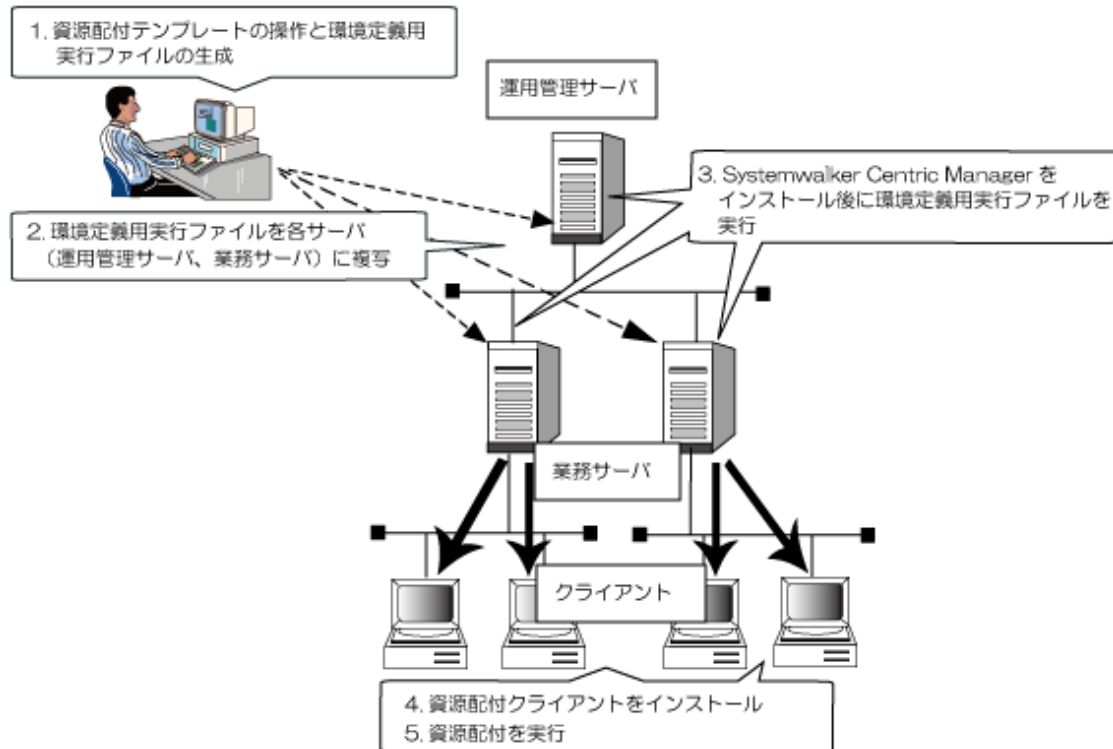 1. 資源配付テンプレートの操作と環境定義用
実行ファイルの生成
運用管理サーバ
3. Systemwalker Centric Manager を
インストール後に環境定義用実行ファイルを
実行
2. 環境定義用実行ファイルを各サーバ
（運用管理サーバ、業務サーバ）に複写
業務サーバ
クライアント
4. 資源配付クライアントをインストール
5. 資源配付を実行